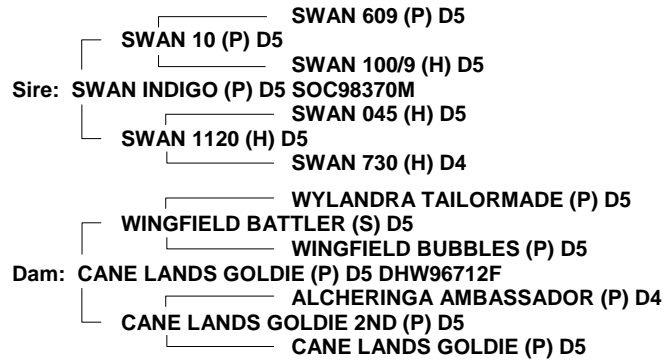 SWAN 609 (P) D5
SWAN 10 (P) D5
SWAN 100/9 (H) D5
Sire: SWAN INDIGO (P) D5 SOC98370M
SWAN 045 (H) D5
SWAN 1120 (H) D5
SWAN 730 (H) D4
WYLANDRA TAILORMADE (P) D5
WINGFIELD BATTLER (S) D5
WINGFIELD BUBBLES (P) D5
Dam: CANE LANDS GOLDIE (P) D5 DHW96712F
ALCHERINGA AMBASSADOR (P) D4
CANE LANDS GOLDIE 2ND (P) D5
CANE LANDS GOLDIE (P) D5